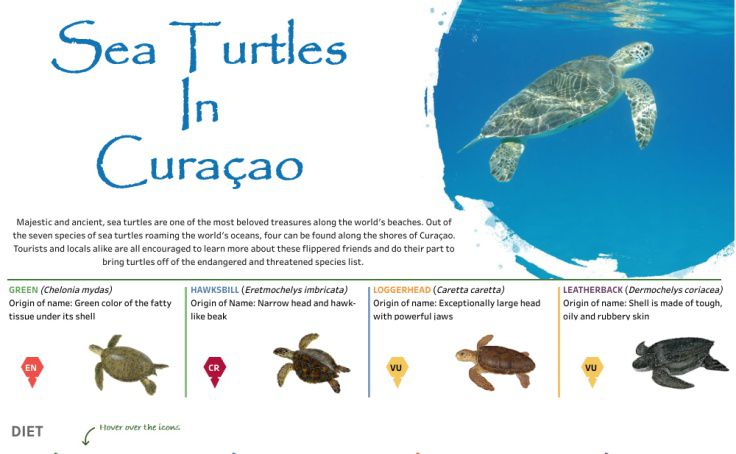 Sea Turtles
In
Curaçao
Majestic and ancient, sea turtles are one of the most beloved treasures along the world's beaches. Out of
the seven species of sea turtles roaming the world's oceans, four can be found along the shores of Curaçao.
Tourists and locals alike are all encouraged to learn more about these flippered friends and do their part to
bring turtles off of the endangered and threatened species list.
GREEN (Chelonia mydas)
Origin of name: Green color of the fatty
tissue under its shell
EN
HAWKSBILL (Eretmochelys imbricata)
Origin of Name: Narrow head and hawk-
like beak
CR
LOGGERHEAD (Caretta caretta)
Origin of name: Exceptionally large head
with powerful jaws
VU
LEATHERBACK (Dermochelys coriacea)
Origin of name: Shell is made of tough,
oily and rubbery skin
VU
DIET
Hover over the icons